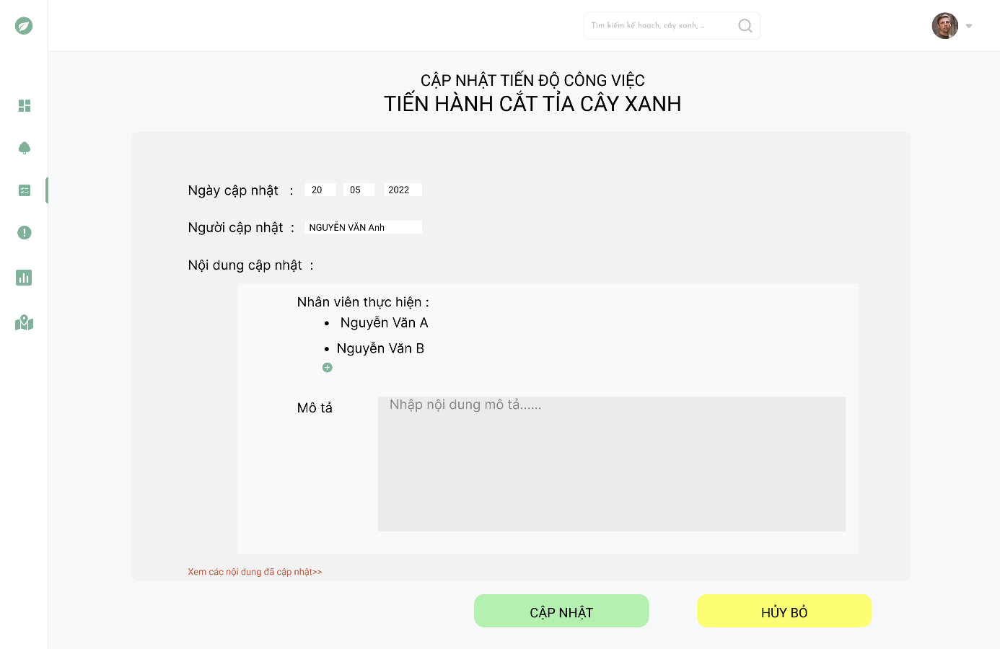 Tìm kiếm kế hoạch, cây xanh, ...
CẬP NHẬT TIẾN ĐỘ CÔNG VIỆC
TIẾN HÀNH CẮT TỈA CÂY XANH
Ngày cập nhật : 20 05 2022
Người cập nhật : NGUYỄN VĂN Anh
Nội dung cập nhật :
Nhân viên thực hiện :
• Nguyễn Văn A
• Nguyễn Văn B
Mô tả
Nhập nội dung mô tả......
Xem các nội dung đã cập nhật>>
CẬP NHẬT
HỦY BỎ